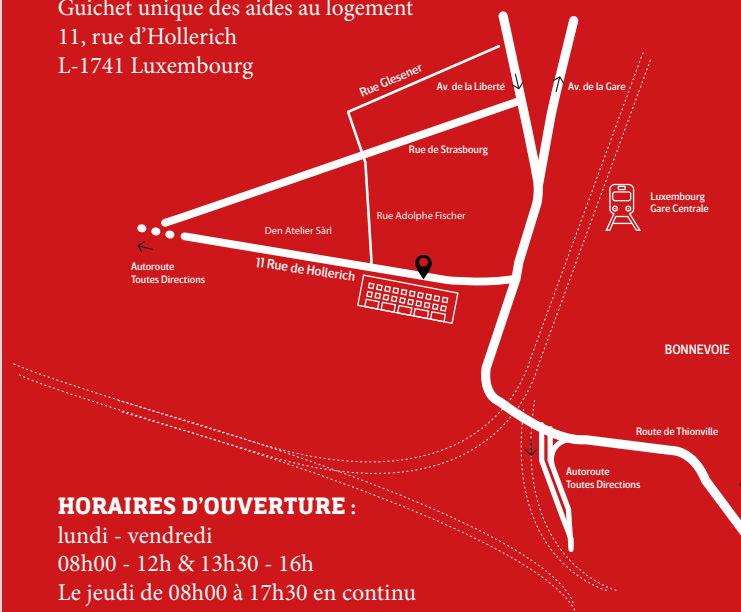 Guichet unique des aides au logement
11, rue d’Hollerich
L-1741 Luxembourg
Rue Glesener
Av. de la Liberté
Av. de la Gare
Rue de Strasbourg
Luxembourg
Gare Centrale
Rue Adolphe Fischer
Den Atelier Sàrl
11 Rue de Hollerich
Autoroute
Toutes Directions
BONNEVOIE
Route de Thionville
Autoroute
Toutes Directions
HORAIRES D’OUVERTURE :
lundi - vendredi
08h00 - 12h & 13h30 - 16h
Le jeudi de 08h00 à 17h30 en continu